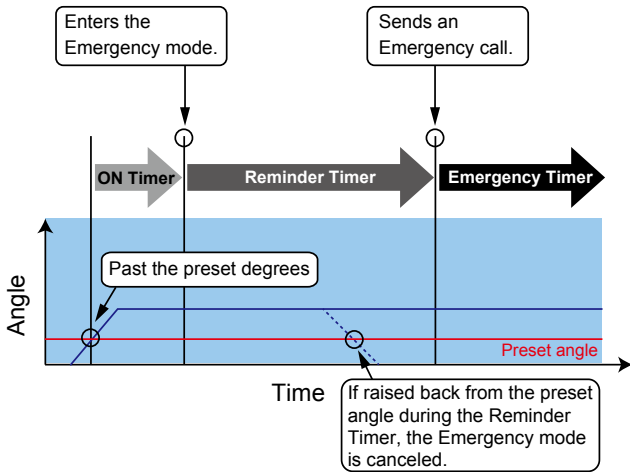 Enters the
Emergency mode.
Sends an
Emergency call.
ON Timer
Reminder Timer
Emergency Timer
Past the preset degrees
Angle
Preset angle
Time
If raised back from the preset
angle during the Reminder
Timer, the Emergency mode
is canceled.